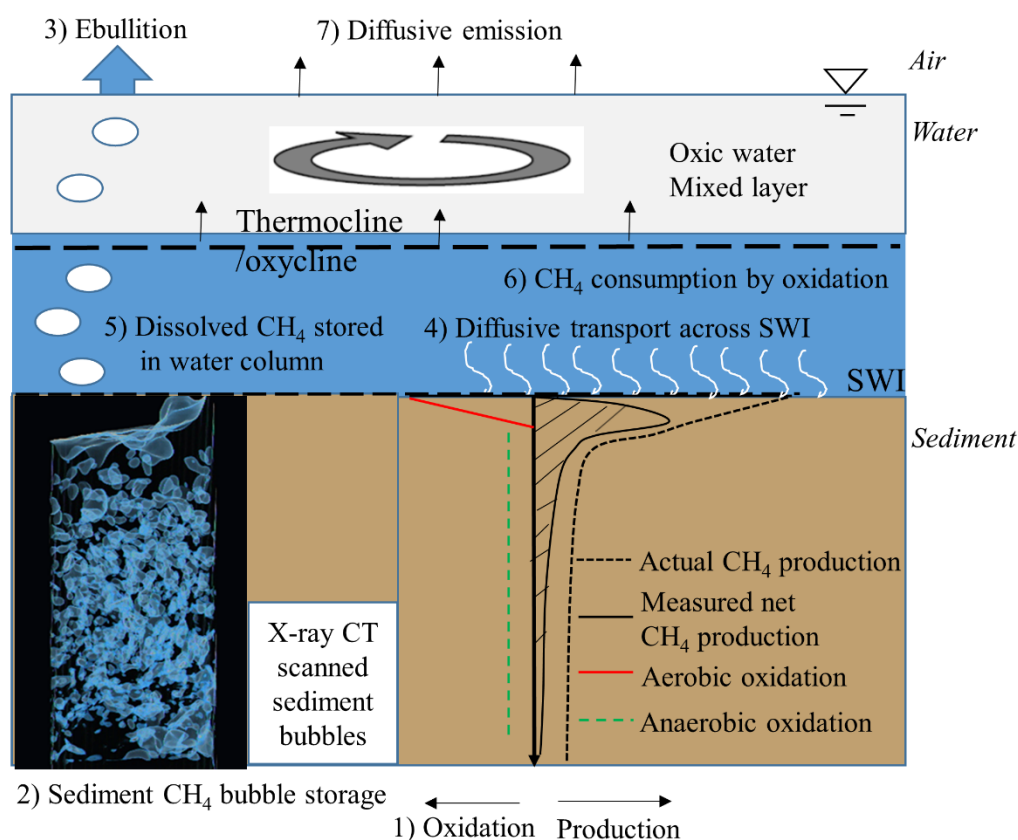 3) Ebullition
7) Diffusive emission
Air
Water
Oxic water
Mixed layer
Thermocline
/oxycline
6) CH₄ consumption by oxidation
5) Dissolved CH₄ stored
in water column
4) Diffusive transport across SWI
SWI
Sediment
Actual CH₄ production
Measured net
CH₄ production
Aerobic oxidation
Anaerobic oxidation
X-ray CT
scanned
sediment
bubbles
2) Sediment CH₄ bubble storage
1) Oxidation Production